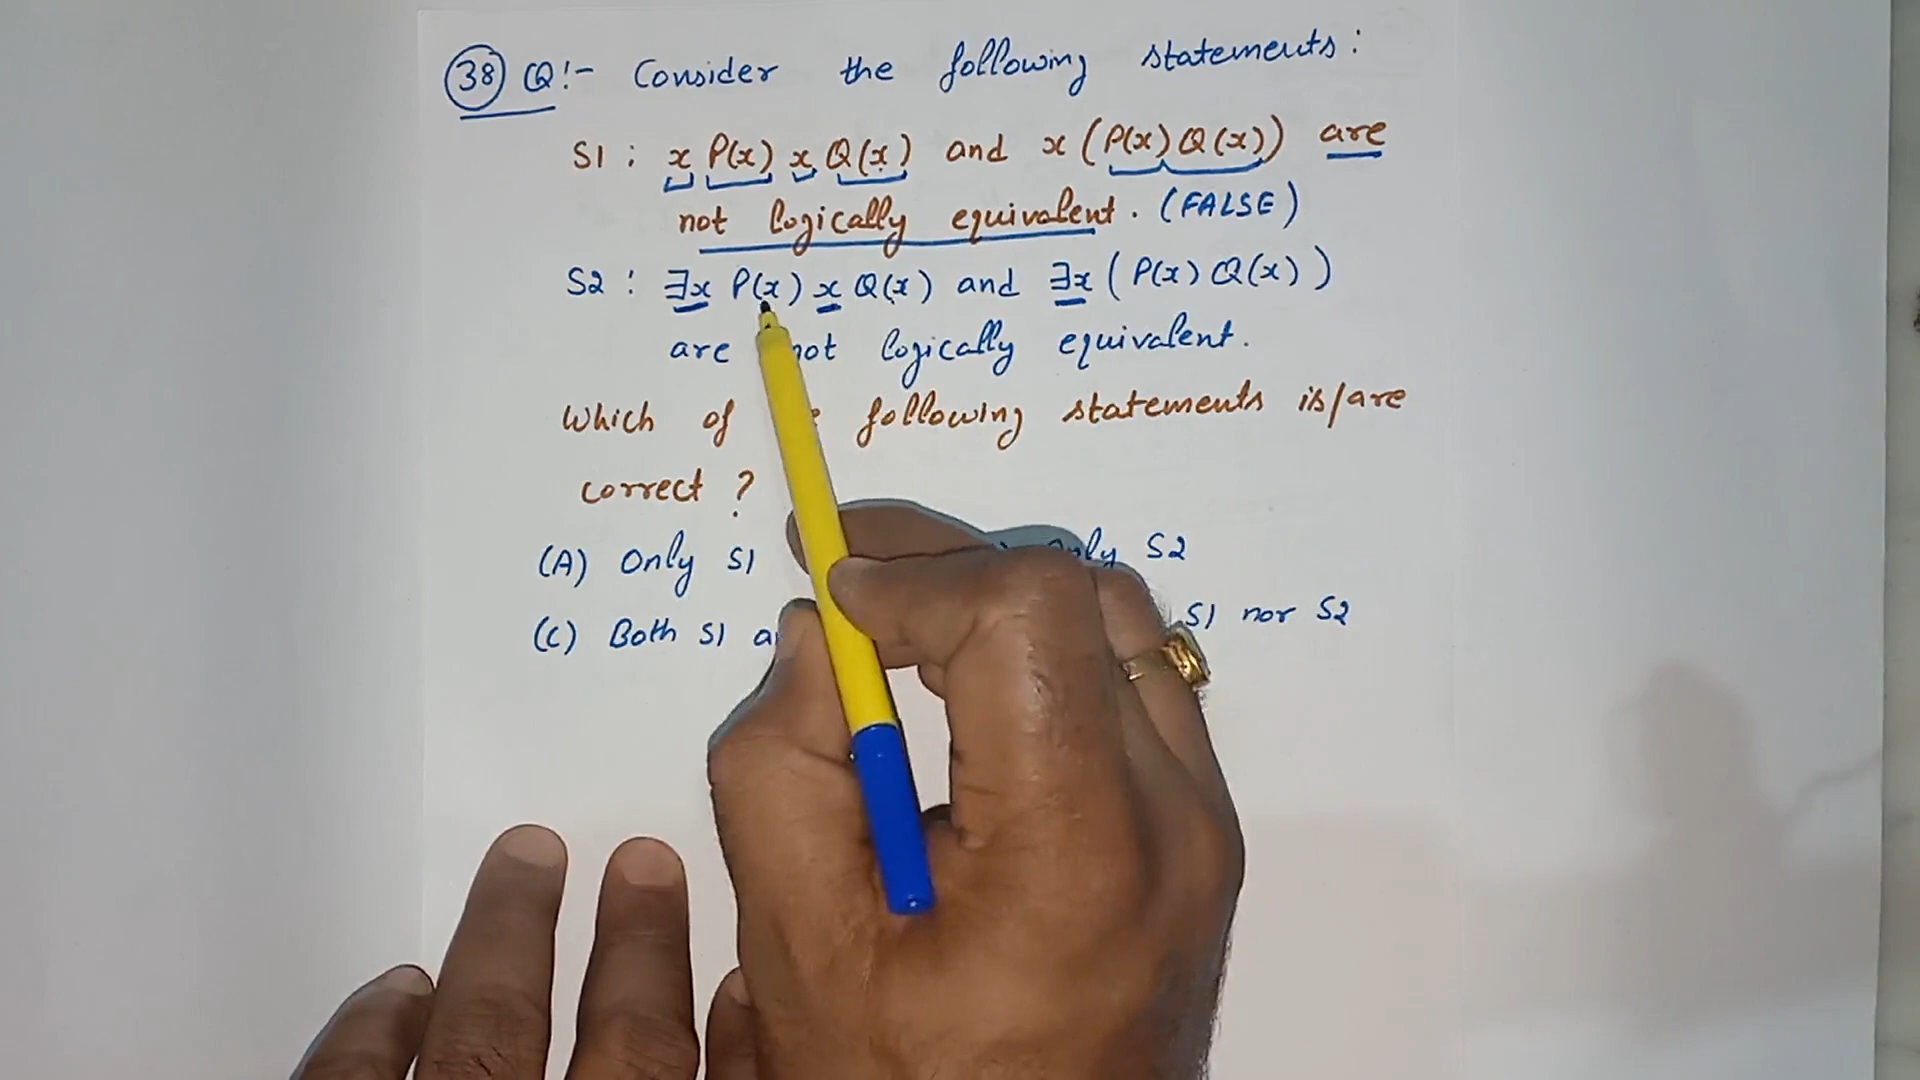 38 Q!- Consider the following statements:
S1 : x P(x) x Q(x) and x (P(x) Q(x)) are
not logically equivalent. (FALSE)
S2 : ∃x P(x) x Q(x) and ∃x (P(x) Q(x))
are not logically equivalent.
Which of following statements is/are
correct ?
(A) Only S1 Only S2
(C) Both S1 S1 nor S2